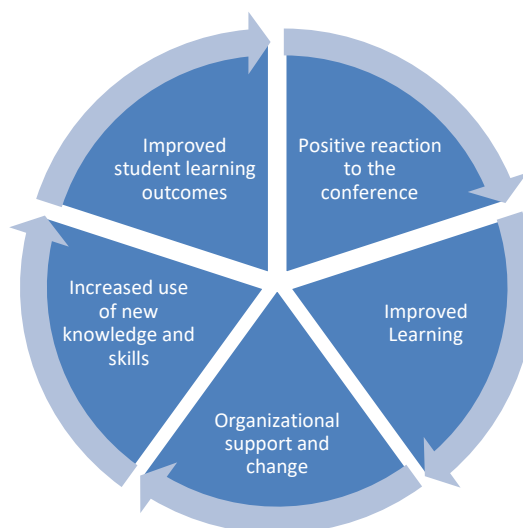 Positive reaction
to the
conference
Improved
Learning
Organizational
support and
change
Increased use
of new
knowledge and
skills
Improved
student learning
outcomes